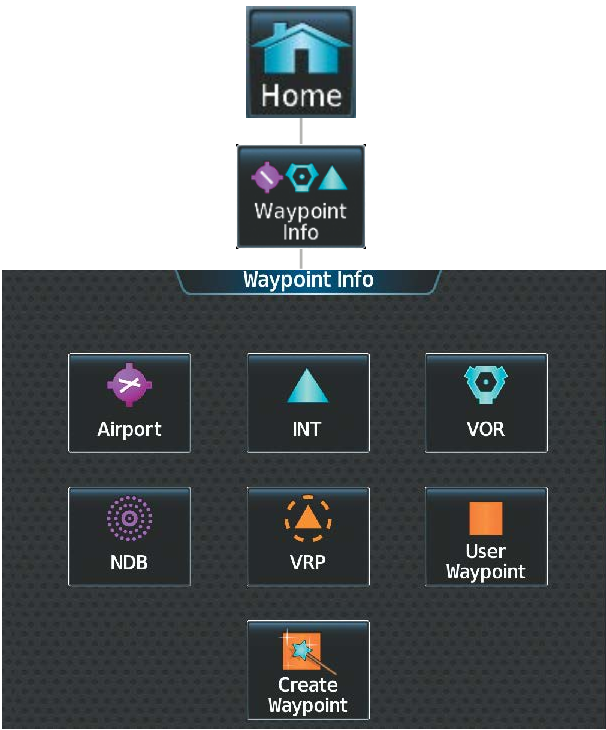 Home
Waypoint
Info
Waypoint Info
Airport
INT
VOR
NDB
VRP
User
Waypoint
Create
Waypoint